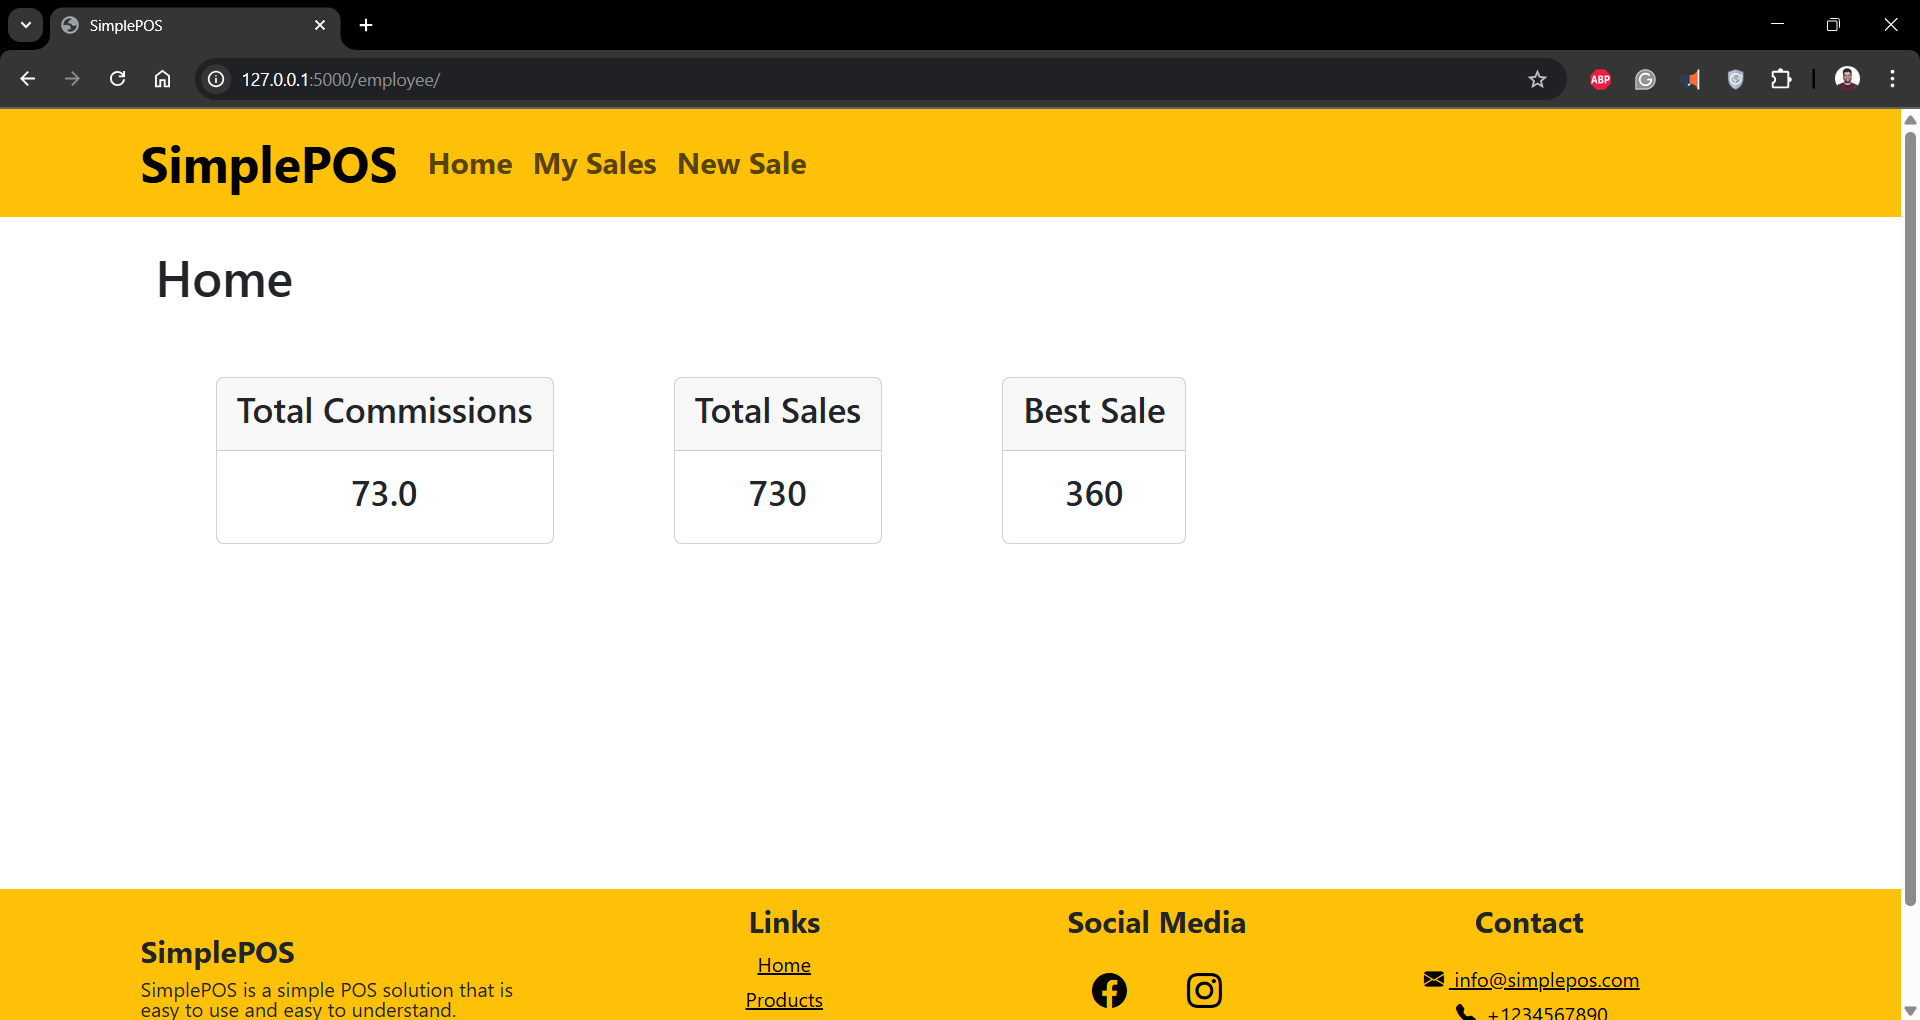 SimplePOS
127.0.0.1:5000/employee/
ABP
SimplePOS Home My Sales New Sale
Home
Total Commissions
73.0
Total Sales
730
Best Sale
360
SimplePOS
SimplePOS is a simple POS solution that is
easy to use and easy to understand.
Links
Home
Products
Social Media
Contact
info@simplepos.com
+1234567890